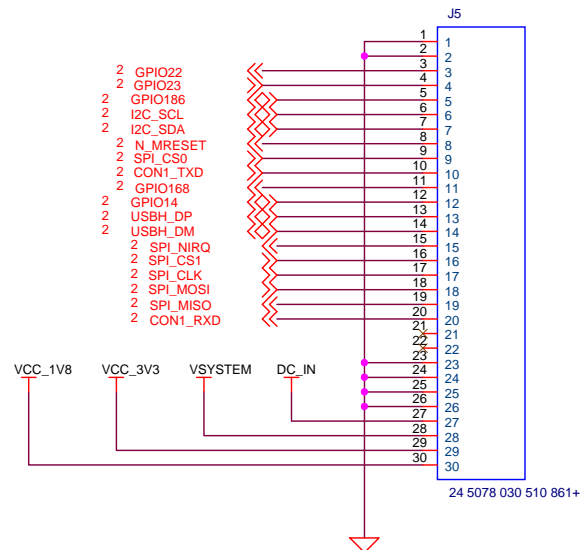 J5
1 1
2 2
2 GPIO22 3 3
2 GPIO23 4 4
2 GPIO186 5 5
2 I2C_SCL 6 6
2 I2C_SDA 7 7
2 N_MRESET 8 8
2 SPI_CS0 9 9
2 CON1_TXD 10 10
2 GPIO168 11 11
2 GPIO14 12 12
2 USBH_DP 13 13
2 USBH_DM 14 14
2 SPI_NIRQ 15 15
2 SPI_CS1 16 16
2 SPI_CLK 17 17
2 SPI_MOSI 18 18
2 SPI_MISO 19 19
2 CON1_RXD 20 20
21 21
22 22
23 23
VCC_1V8 VCC_3V3 VSYSTEM DC_IN 24 24
25 25
26 26
27 27
28 28
29 29
30 30
24 5078 030 510 861+